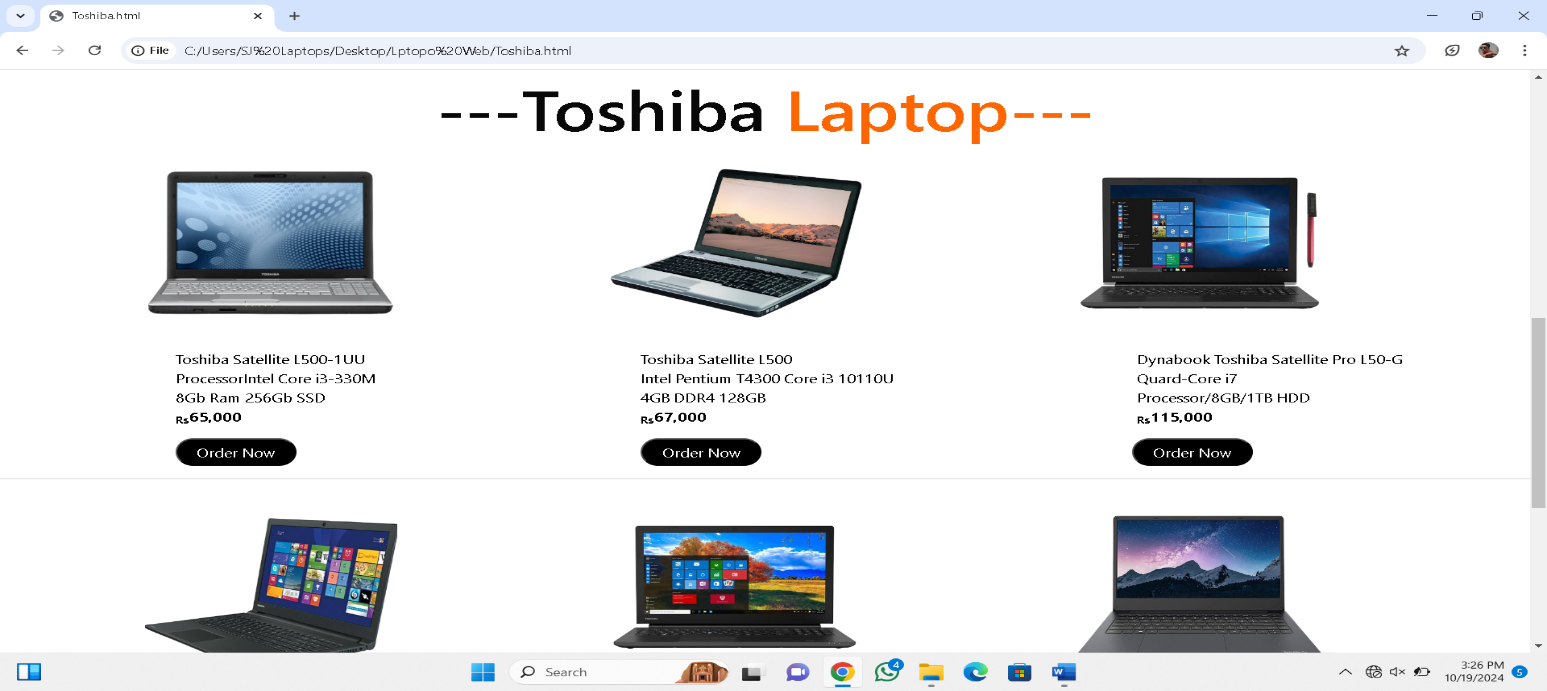 Toshiba.html
File
C:/Users/SJ%20Laptops/Desktop/Lptopo%20Web/Toshiba.html
---Toshiba Laptop---
TOSHIBA
Toshiba Satellite L500-1UU
ProcessorIntel Core i3-330M
8Gb Ram 256Gb SSD
Rs65,000
Order Now
Toshiba Satellite L500
Intel Pentium T4300 Core i3 10110U
4GB DDR4 128GB
Rs67,000
Order Now
Dynabook Toshiba Satellite Pro L50-G
Quard-Core i7
Processor/8GB/1TB HDD
Rs115,000
Order Now
Search
4
3:26 PM
10/19/2024
5